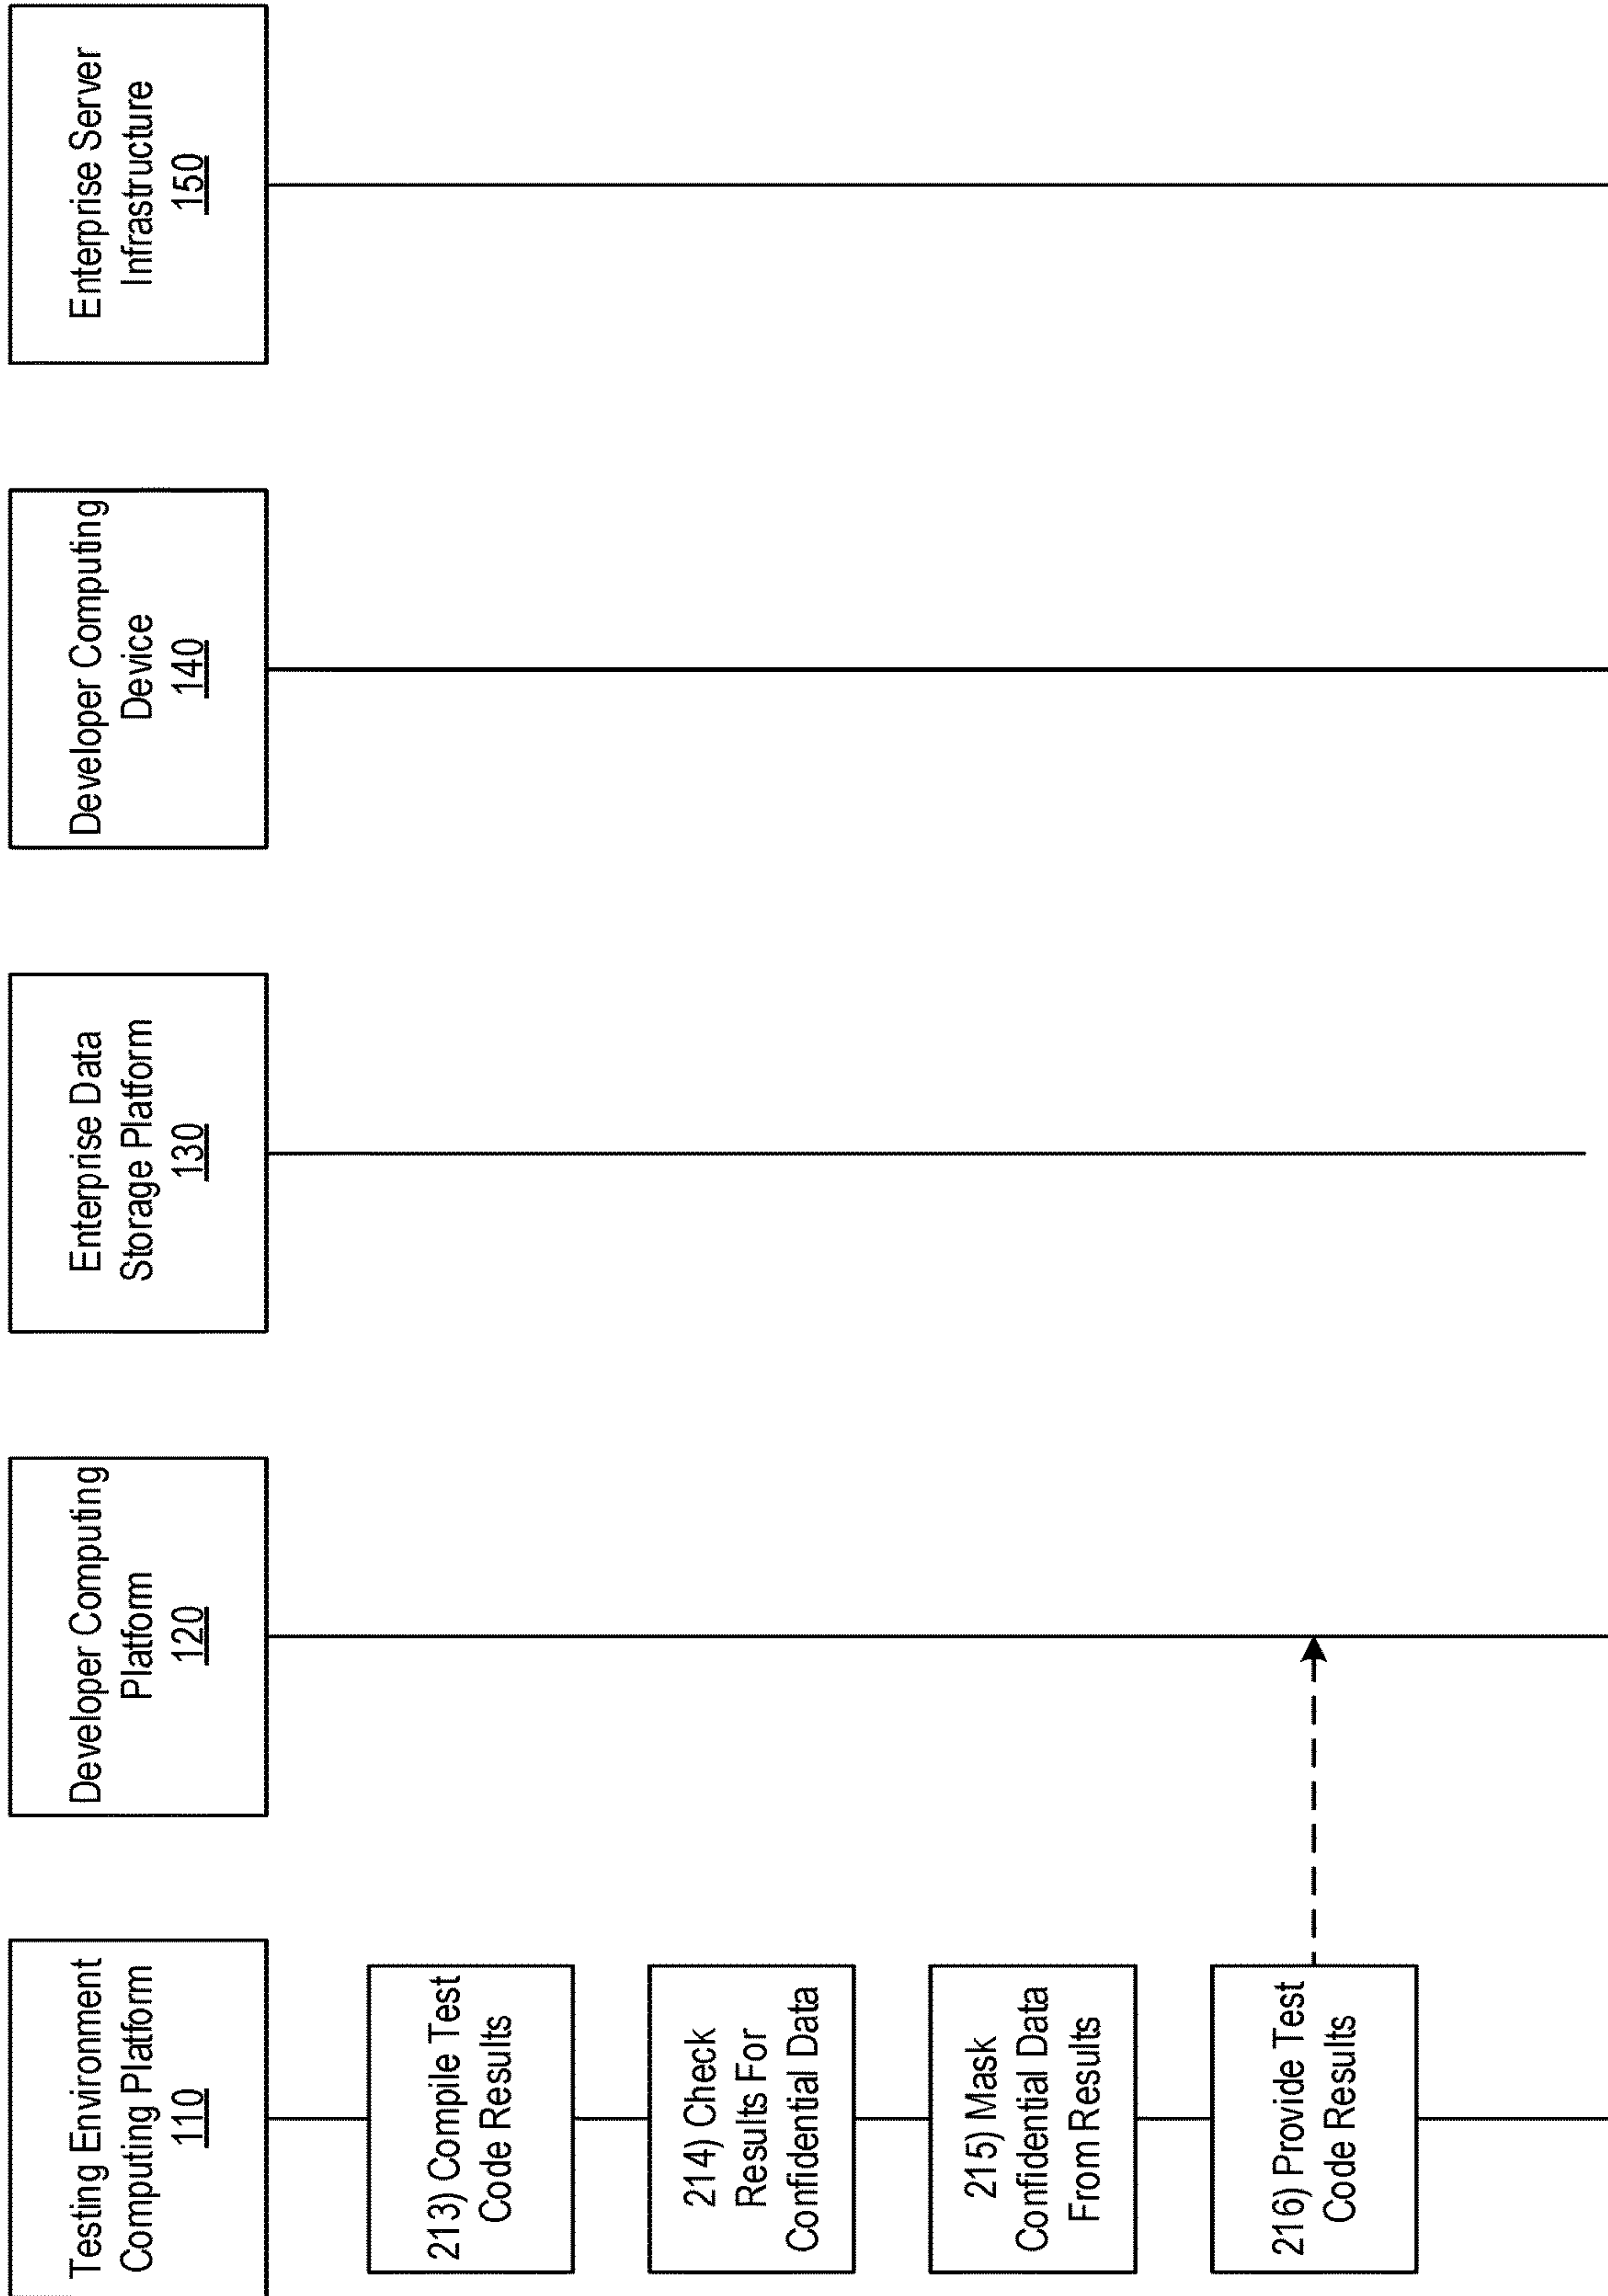 Testing Environment
Computing Platform
110
Developer Computing
Platform
120
Enterprise Data
Storage Platform
130
Developer Computing
Device
140
Enterprise Server
Infrastructure
150
213) Compile Test
Code Results
214) Check
Results For
Confidential Data
215) Mask
Confidential Data
From Results
216) Provide Test
Code Results